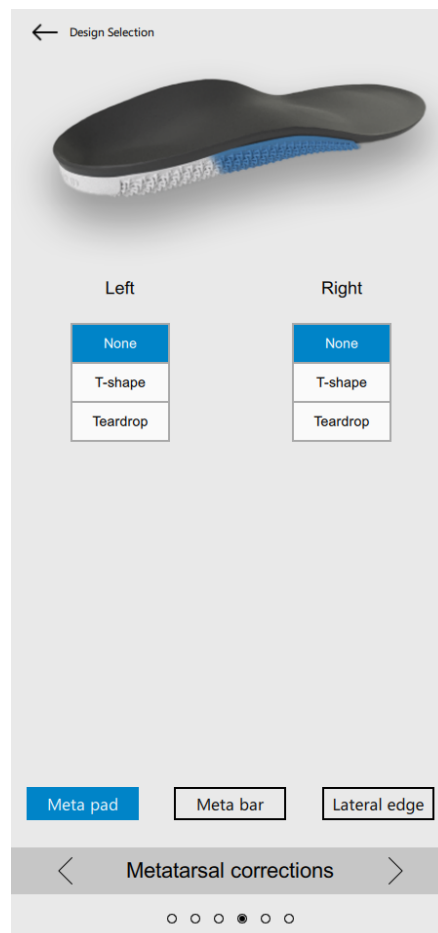 Design Selection
Left Right
None None
T-shape T-shape
Teardrop Teardrop
Meta pad Meta bar Lateral edge
Metatarsal corrections